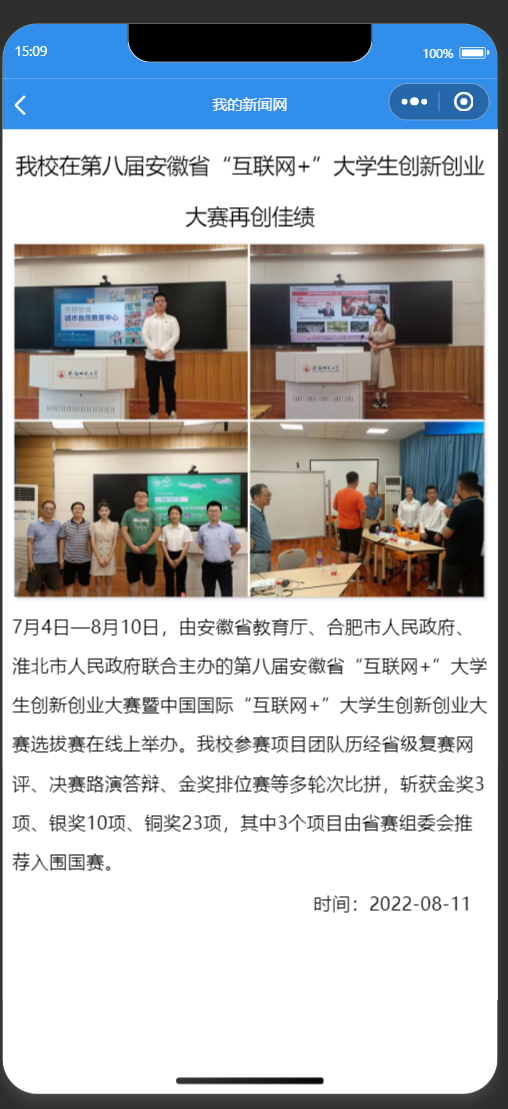 15:09
100%
我的新闻网
我校在第八届安徽省“互联网+”大学生创新创业
大赛再创佳绩
城市自然教育中心
7月4日—8月10日，由安徽省教育厅、合肥市人民政府、
淮北市人民政府联合主办的第八届安徽省“互联网+”大学
生创新创业大赛暨中国国际“互联网+”大学生创新创业大
赛选拔赛在线上举办。我校参赛项目团队历经省级复赛网
评、决赛路演答辩、金奖排位赛等多轮次比拼，斩获金奖3
项、银奖10项、铜奖23项，其中3个项目由省赛组委会推
荐入围国赛。
时间：2022-08-11